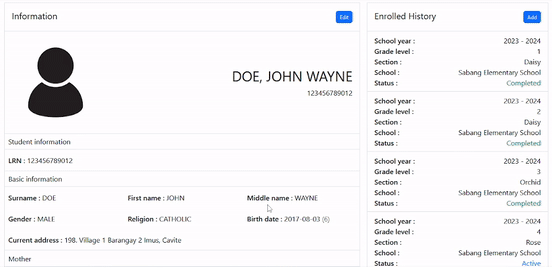 Information
Edit
DOE, JOHN WAYNE
123456789012
Student information
LRN : 123456789012
Basic information
Surname : DOE First name : JOHN Middle name : WAYNE
Gender : MALE Religion : CATHOLIC Birth date : 2017-08-03 (6)
Current address : 198. Village 1 Barangay 2 Imus, Cavite
Mother
Enrolled History
Add
School year : 2023 - 2024
Grade level : 1
Section : Daisy
School : Sabang Elementary School
Status : Completed
School year : 2023 - 2024
Grade level : 2
Section : Daisy
School : Sabang Elementary School
Status : Completed
School year : 2023 - 2024
Grade level : 3
Section : Orchid
School : Sabang Elementary School
Status : Completed
School year : 2023 - 2024
Grade level : 4
Section : Rose
School : Sabang Elementary School
Status : Active